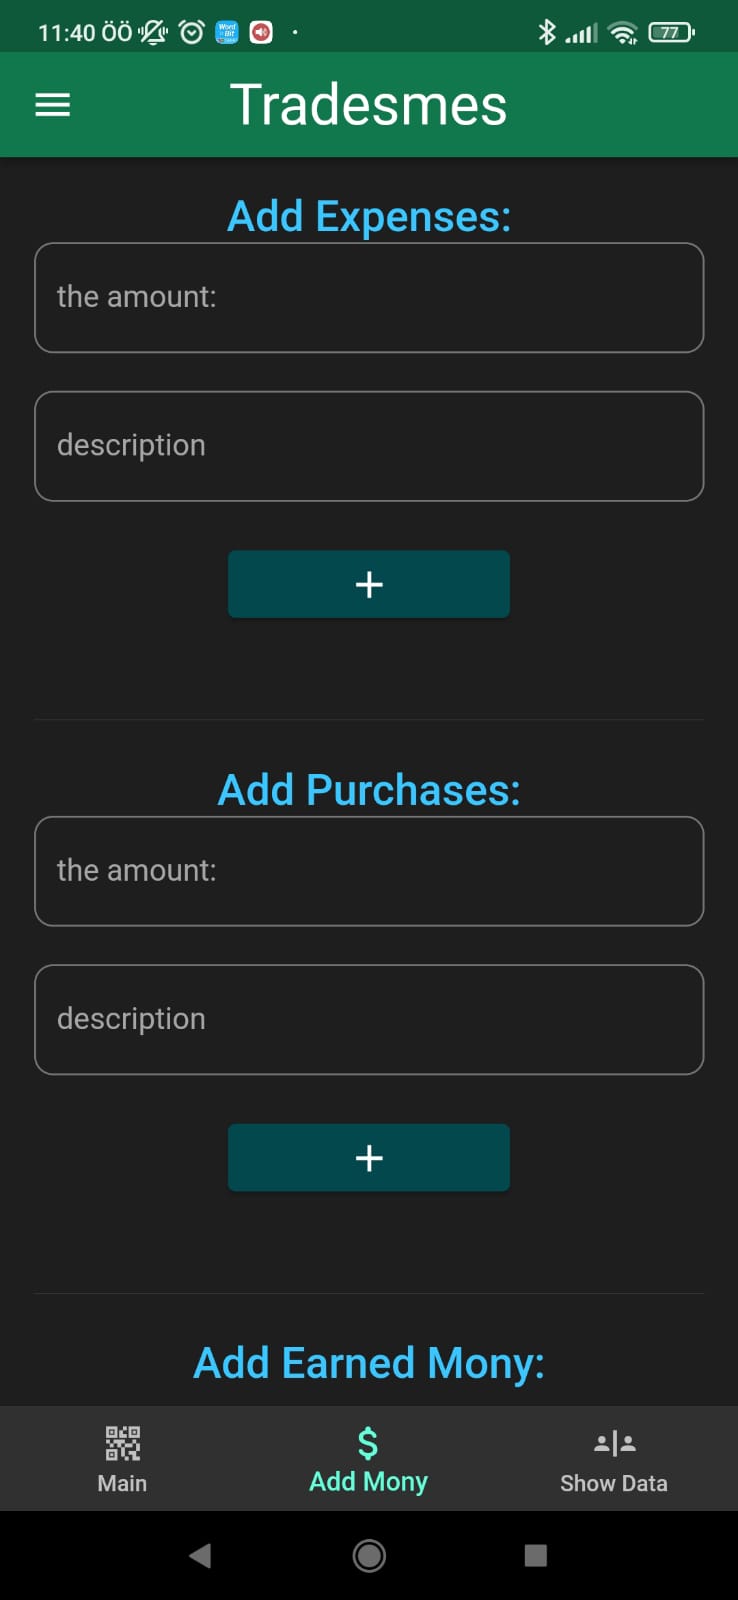 11:40 ÖÖ
77
Tradesmes
Add Expenses:
the amount:
description
+
Add Purchases:
the amount:
description
+
Add Earned Mony:
$
Main
Add Mony
Show Data